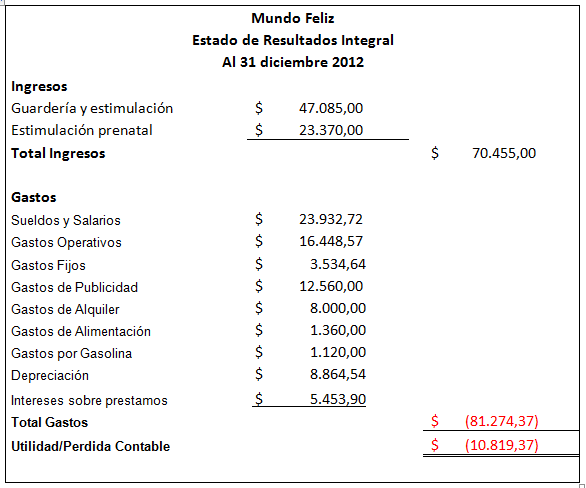 Mundo Feliz
Estado de Resultados Integral
Al 31 diciembre 2012
Ingresos
Guardería y estimulación $ 47.085,00
Estimulación prenatal $ 23.370,00
Total Ingresos $ 70.455,00
Gastos
Sueldos y Salarios $ 23.932,72
Gastos Operativos $ 16.448,57
Gastos Fijos $ 3.534,64
Gastos de Publicidad $ 12.560,00
Gastos de Alquiler $ 8.000,00
Gastos de Alimentación $ 1.360,00
Gastos por Gasolina $ 1.120,00
Depreciación $ 8.864,54
Intereses sobre prestamos $ 5.453,90
Total Gastos $ (81.274,37)
Utilidad/Perdida Contable $ (10.819,37)